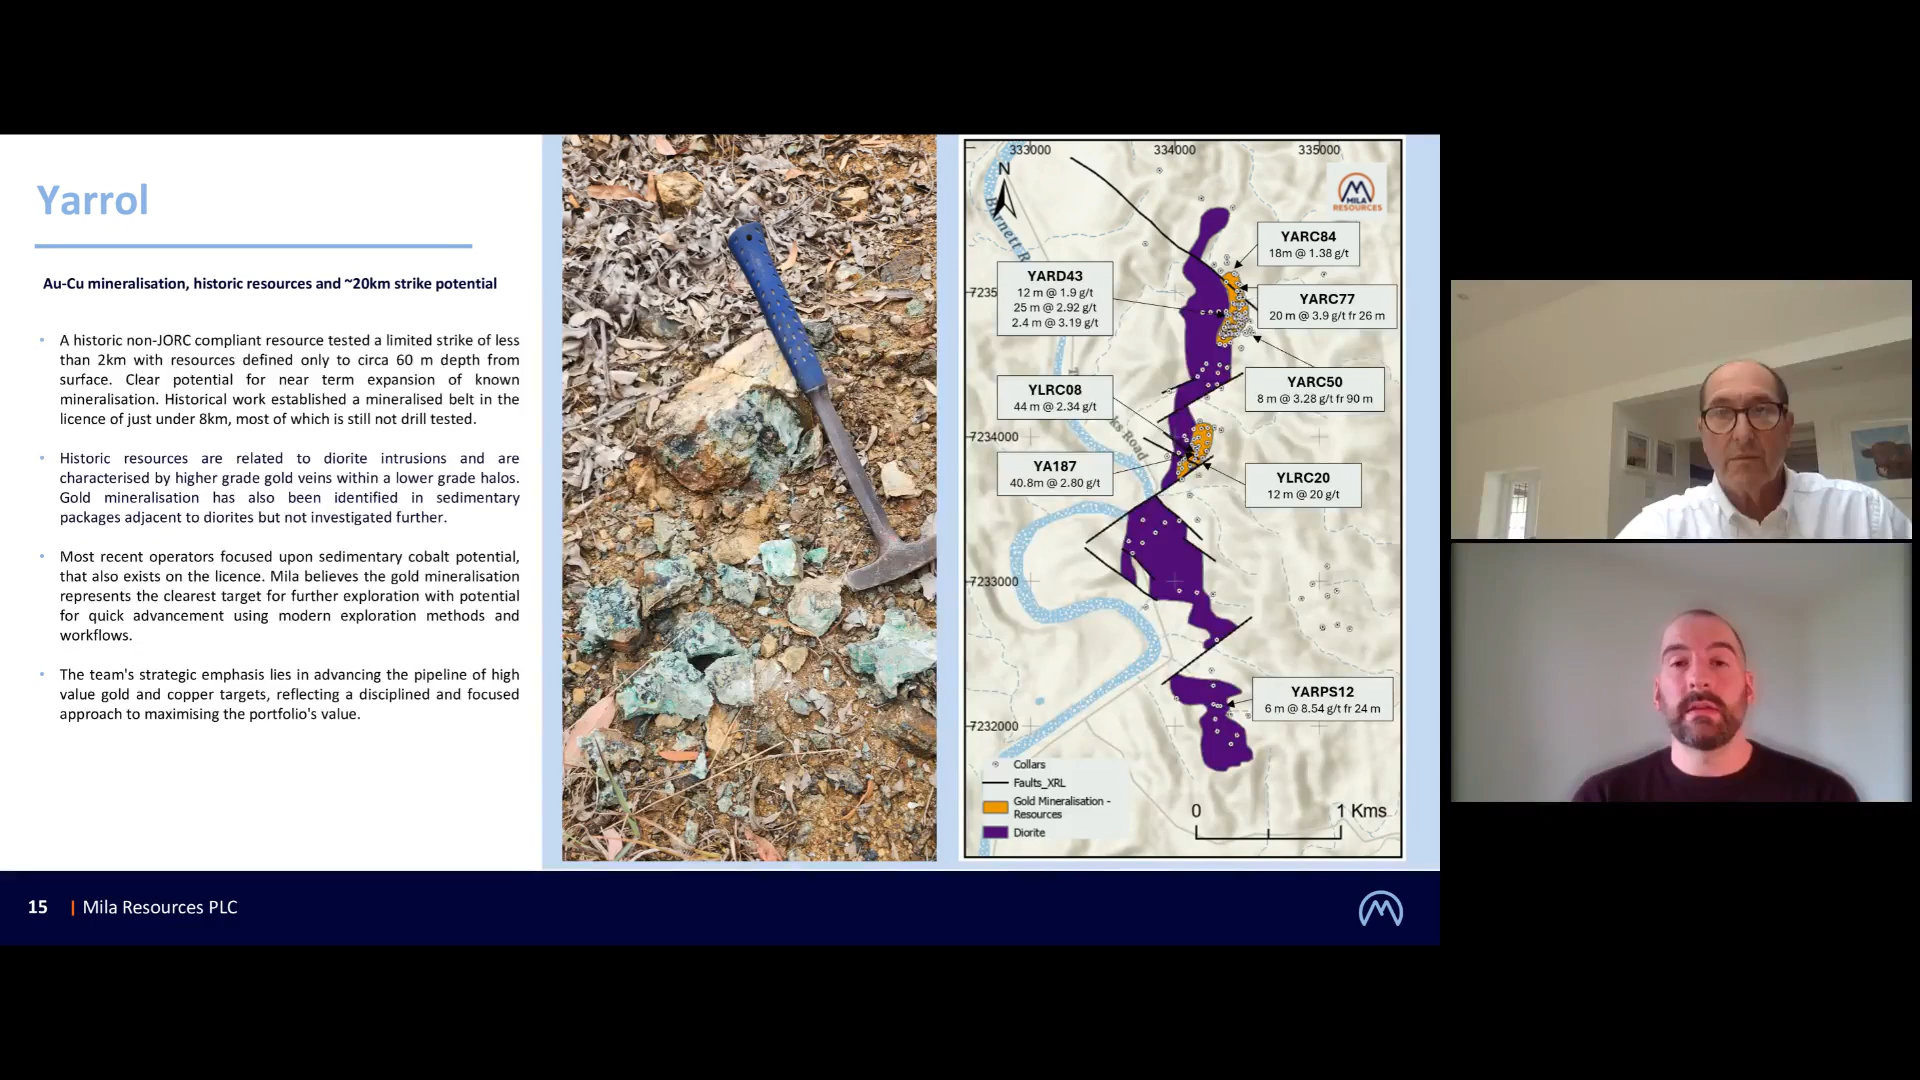 Yarrol
Au-Cu mineralisation, historic resources and ~20km strike potential
• A historic non-JORC compliant resource tested a limited strike of less
than 2km with resources defined only to circa 60 m depth from
surface. Clear potential for near term expansion of known
mineralisation. Historical work established a mineralised belt in the
licence of just under 8km, most of which is still not drill tested.
• Historic resources are related to diorite intrusions and are
characterised by higher grade gold veins within a lower grade halos.
Gold mineralisation has also been identified in sedimentary
packages adjacent to diorites but not investigated further.
• Most recent operators focused upon sedimentary cobalt potential,
that also exists on the licence. Mila believes the gold mineralisation
represents the clearest target for further exploration with potential
for quick advancement using modern exploration methods and
workflows.
• The team's strategic emphasis lies in advancing the pipeline of high
value gold and copper targets, reflecting a disciplined and focused
approach to maximising the portfolio's value.
333000 334000 335000
N
MILA
RESOURCES
Burnett R
YARC84
18m @ 1.38 g/t
YARD43
12 m @ 1.9 g/t
25 m @ 2.92 g/t
2.4 m @ 3.19 g/t
7235
YARC77
20 m @ 3.9 g/t fr 26 m
YARC50
8 m @ 3.28 g/t fr 90 m
YLRC08
44 m @ 2.34 g/t
ks Road
7234000
YA187
40.8m @ 2.80 g/t
YLRC20
12 m @ 20 g/t
7233000
YARPS12
6 m @ 8.54 g/t fr 24 m
7232000
Collars
Faults_XRL
Gold Mineralisation -
Resources
Diorite
0 1 Kms
15 | Mila Resources PLC